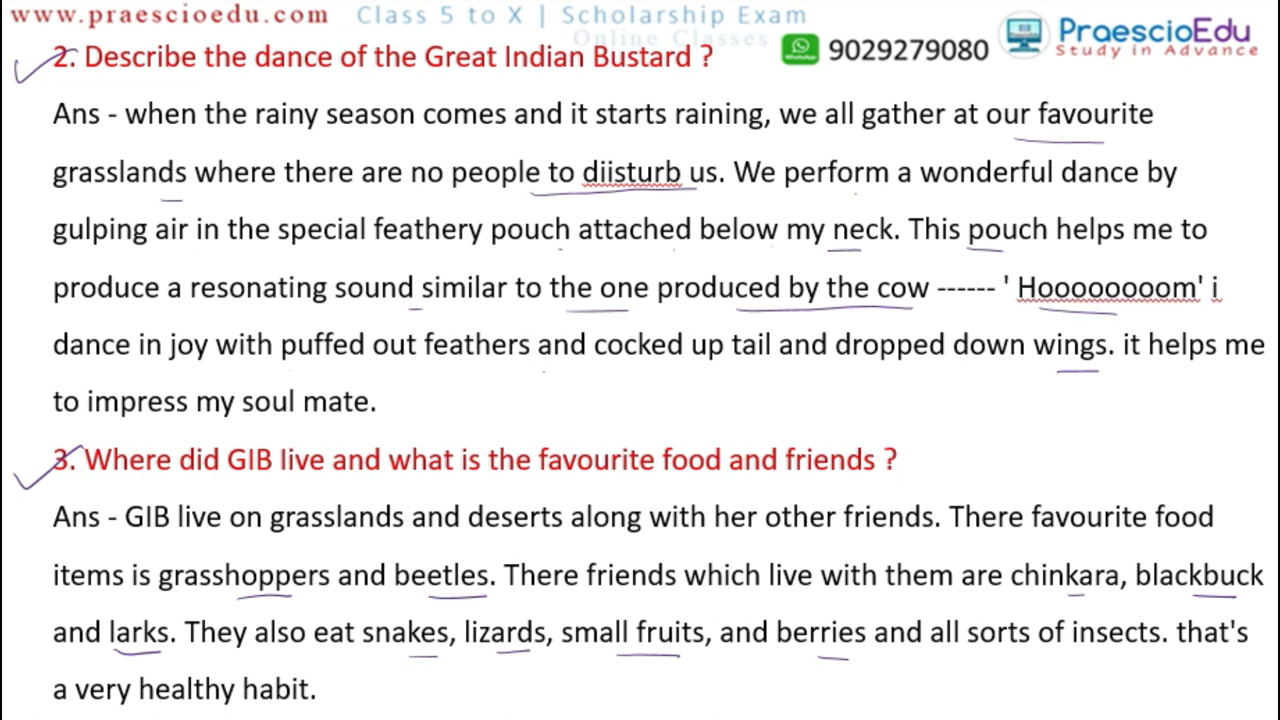 www.praescioedu.com Class 5 to X | Scholarship Exam
Online Classes
PraescioEdu
Study in Advance
9029279080
WhatsApp
2. Describe the dance of the Great Indian Bustard ?
Ans - when the rainy season comes and it starts raining, we all gather at our favourite
grasslands where there are no people to diisturb us. We perform a wonderful dance by
gulping air in the special feathery pouch attached below my neck. This pouch helps me to
produce a resonating sound similar to the one produced by the cow ------ ' Hoooooooom' i
dance in joy with puffed out feathers and cocked up tail and dropped down wings. it helps me
to impress my soul mate.
3. Where did GIB live and what is the favourite food and friends ?
Ans - GIB live on grasslands and deserts along with her other friends. There favourite food
items is grasshoppers and beetles. There friends which live with them are chinkara, blackbuck
and larks. They also eat snakes, lizards, small fruits, and berries and all sorts of insects. that's
a very healthy habit.